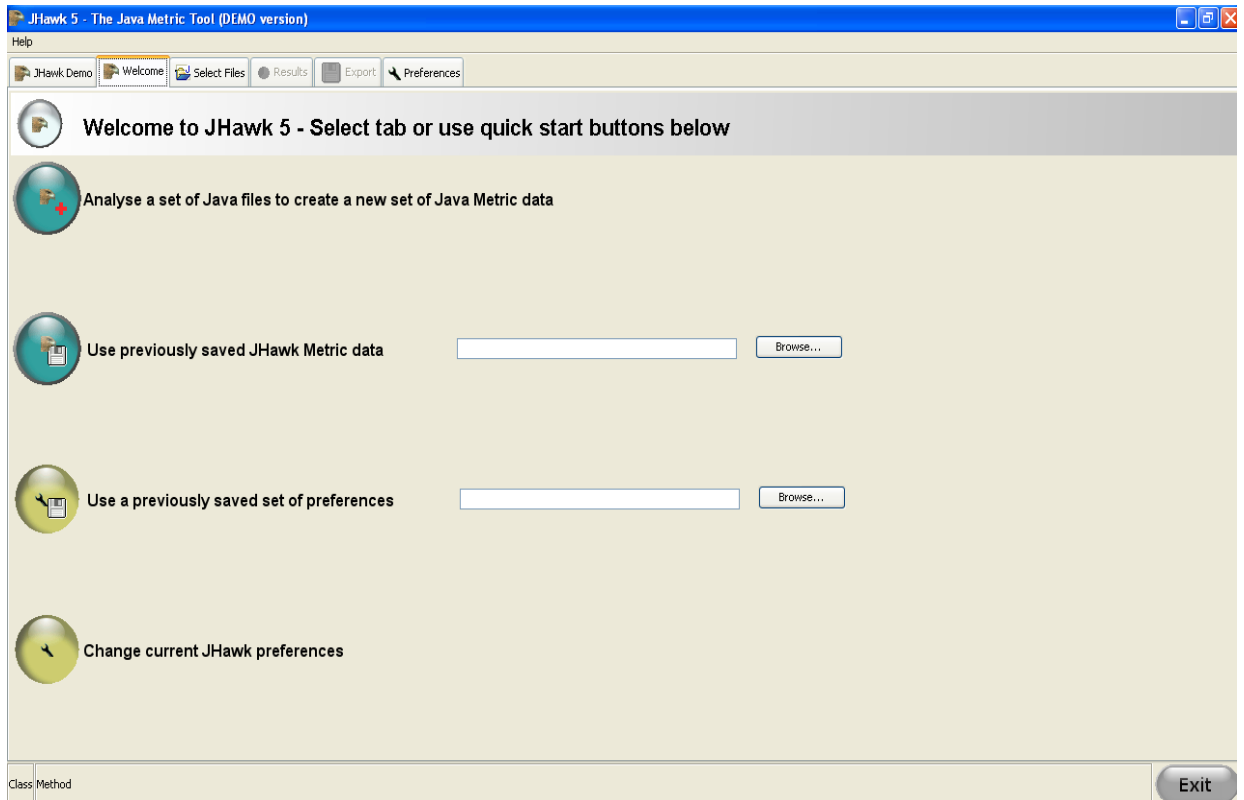 JHawk 5 - The Java Metric Tool (DEMO version)
Help
JHawk Demo Welcome Select Files Results Export Preferences
Welcome to JHawk 5 - Select tab or use quick start buttons below
Analyse a set of Java files to create a new set of Java Metric data
Use previously saved JHawk Metric data Browse...
Use a previously saved set of preferences Browse...
Change current JHawk preferences
Class Method Exit